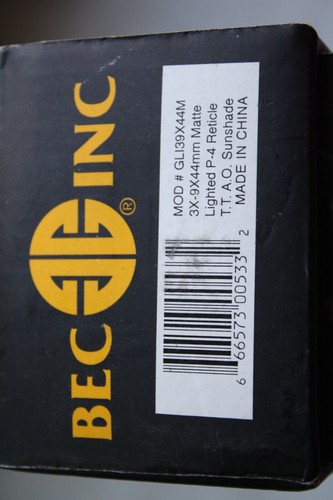 BEC INC
®
MOD # GLI39X44M
3X-9X44mm Matte
Lighted P-4 Reticle
T.T. A.O. Sunshade
MADE IN CHINA
6 66573 00533 2